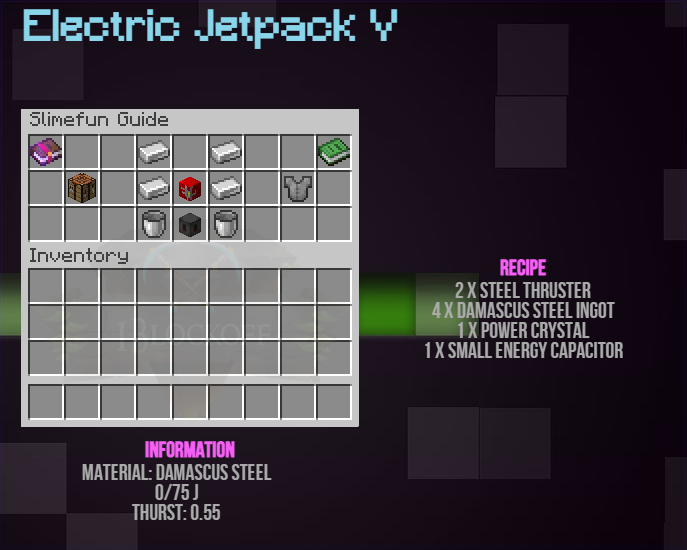 Electric Jetpack V
Slimefun Guide
Inventory
IBLOCKOFF
RECIPE
2 X STEEL THRUSTER
4 X DAMASCUS STEEL INGOT
1 X POWER CRYSTAL
1 X SMALL ENERGY CAPACITOR
INFORMATION
MATERIAL: DAMASCUS STEEL
0/75 J
THURST: 0.55